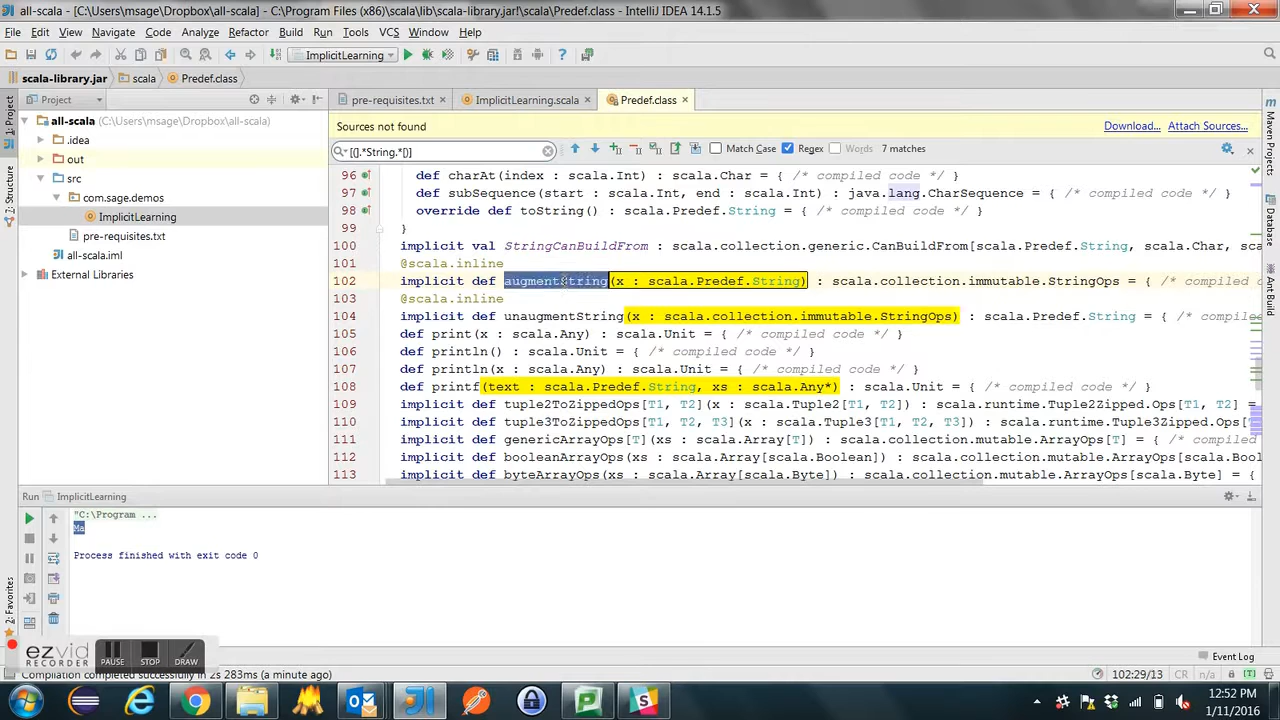 all-scala - [C:\Users\msage\Dropbox\all-scala] - C:\Program Files (x86)\scala\lib\scala-library.jar!\scala\Predef.class - IntelliJ IDEA 14.1.5
File Edit View Navigate Code Analyze Refactor Build Run Tools VCS Window Help
ImplicitLearning
scala-library.jar scala Predef.class
Project pre-requisites.txt ImplicitLearning.scala Predef.class
1: Project
Structure
Favorites
all-scala (C:\Users\msage\Dropbox\all-scala)
.idea
out
src
com.sage.demos
ImplicitLearning
pre-requisites.txt
all-scala.iml
External Libraries
Sources not found Download... Attach Sources...
[(].*String.*[)] Match Case Regex Words 7 matches
96 def charAt(index : scala.Int) : scala.Char = { /* compiled code */ }
97 def subSequence(start : scala.Int, end : scala.Int) : java.lang.CharSequence = { /* compiled code */ }
98 override def toString() : scala.Predef.String = { /* compiled code */ }
99 }
100 implicit val StringCanBuildFrom : scala.collection.generic.CanBuildFrom[scala.Predef.String, scala.Char, sca
101 @scala.inline
102 implicit def augmentString(x : scala.Predef.String) : scala.collection.immutable.StringOps = { /* compiled c
103 @scala.inline
104 implicit def unaugmentString(x : scala.collection.immutable.StringOps) : scala.Predef.String = { /* compile
105 def print(x : scala.Any) : scala.Unit = { /* compiled code */ }
106 def println() : scala.Unit = { /* compiled code */ }
107 def println(x : scala.Any) : scala.Unit = { /* compiled code */ }
108 def printf(text : scala.Predef.String, xs : scala.Any*) : scala.Unit = { /* compiled code */ }
109 implicit def tuple2ToZippedOps[T1, T2](x : scala.Tuple2[T1, T2]) : scala.runtime.Tuple2Zipped.Ops[T1, T2] =
110 implicit def tuple3ToZippedOps[T1, T2, T3](x : scala.Tuple3[T1, T2, T3]) : scala.runtime.Tuple3Zipped.Ops[
111 implicit def genericArrayOps[T](xs : scala.Array[T]) : scala.collection.mutable.ArrayOps[T] = { /* compiled
112 implicit def booleanArrayOps(xs : scala.Array[scala.Boolean]) : scala.collection.mutable.ArrayOps[scala.Boo
113 implicit def byteArrayOps(xs : scala.Array[scala.Byte]) : scala.collection.mutable.ArrayOps[scala.Byte] = {
Maven Projects
Ant Build
Run ImplicitLearning
"C:\Program ...
Ma
Process finished with exit code 0
ezvid
RECORDER
PAUSE STOP DRAW
Event Log
Compilation completed successfully in 2s 283ms (a minute ago) 102:29/13 CR n/a [T]
12:52 PM
1/11/2016